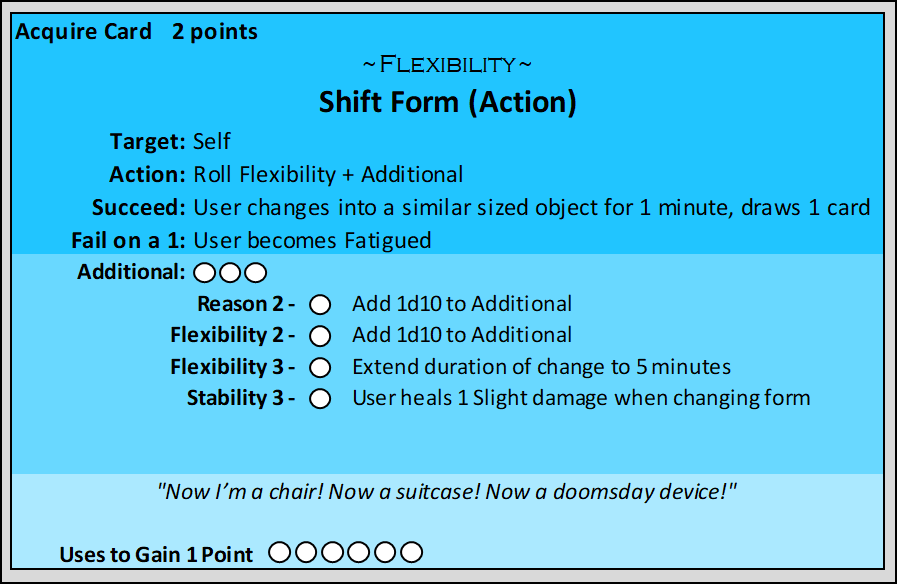 Acquire Card 2 points
~FLEXIBILITY~
Shift Form (Action)
Target: Self
Action: Roll Flexibility + Additional
Succeed: User changes into a similar sized object for 1 minute, draws 1 card
Fail on a 1: User becomes Fatigued
Additional:
Reason 2 - Add 1d10 to Additional
Flexibility 2 - Add 1d10 to Additional
Flexibility 3 - Extend duration of change to 5 minutes
Stability 3 - User heals 1 Slight damage when changing form
"Now I’m a chair! Now a suitcase! Now a doomsday device!"
Uses to Gain 1 Point